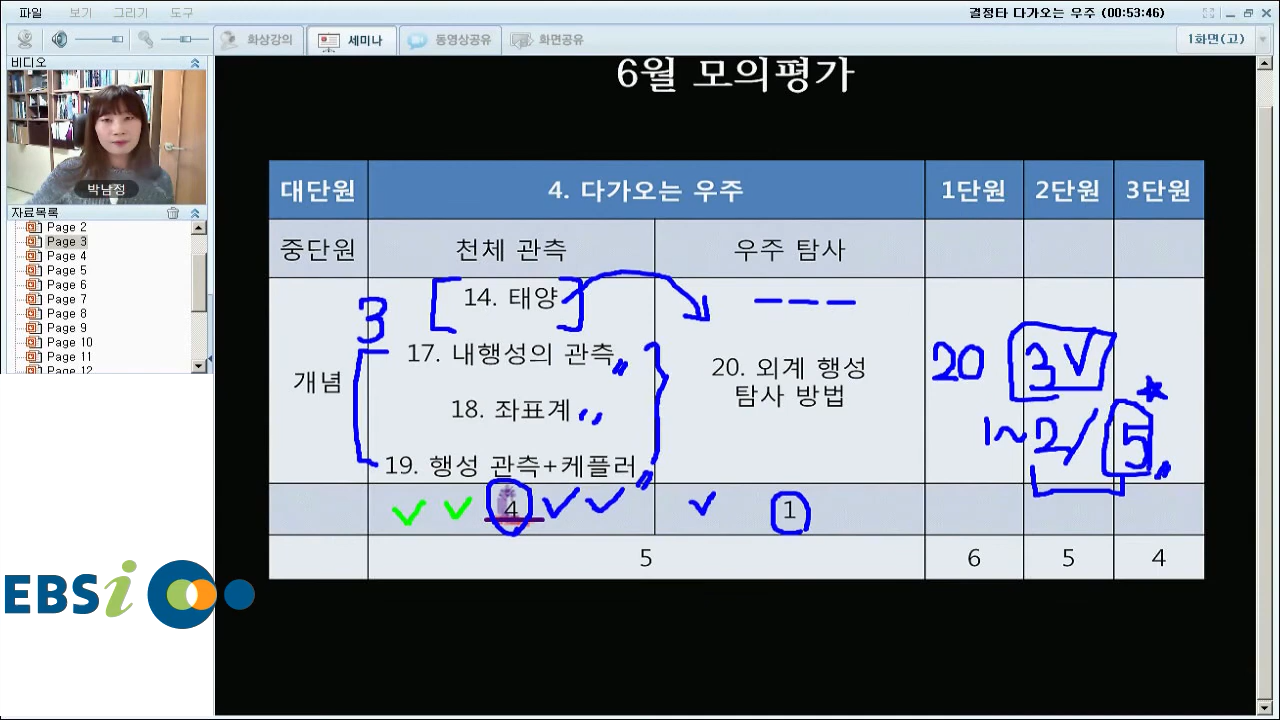 파일 보기 그리기 도구 결정타 다가오는 우주 (00:53:46)
화상강의 세미나 동영상공유 화면공유 1화면(고)
비디오
박남정
자료목록
Page 2
Page 3
Page 4
Page 5
Page 6
Page 7
Page 8
Page 9
Page 10
Page 11
Page 12
EBSi
6월 모의평가
대단원 4. 다가오는 우주 1단원 2단원 3단원
중단원 천체 관측 우주 탐사
개념
3
14. 태양
17. 내행성의 관측
18. 좌표계
19. 행성 관측+케플러
20. 외계 행성
탐사 방법
20 3
1~2/5
4 1
5 6 5 4